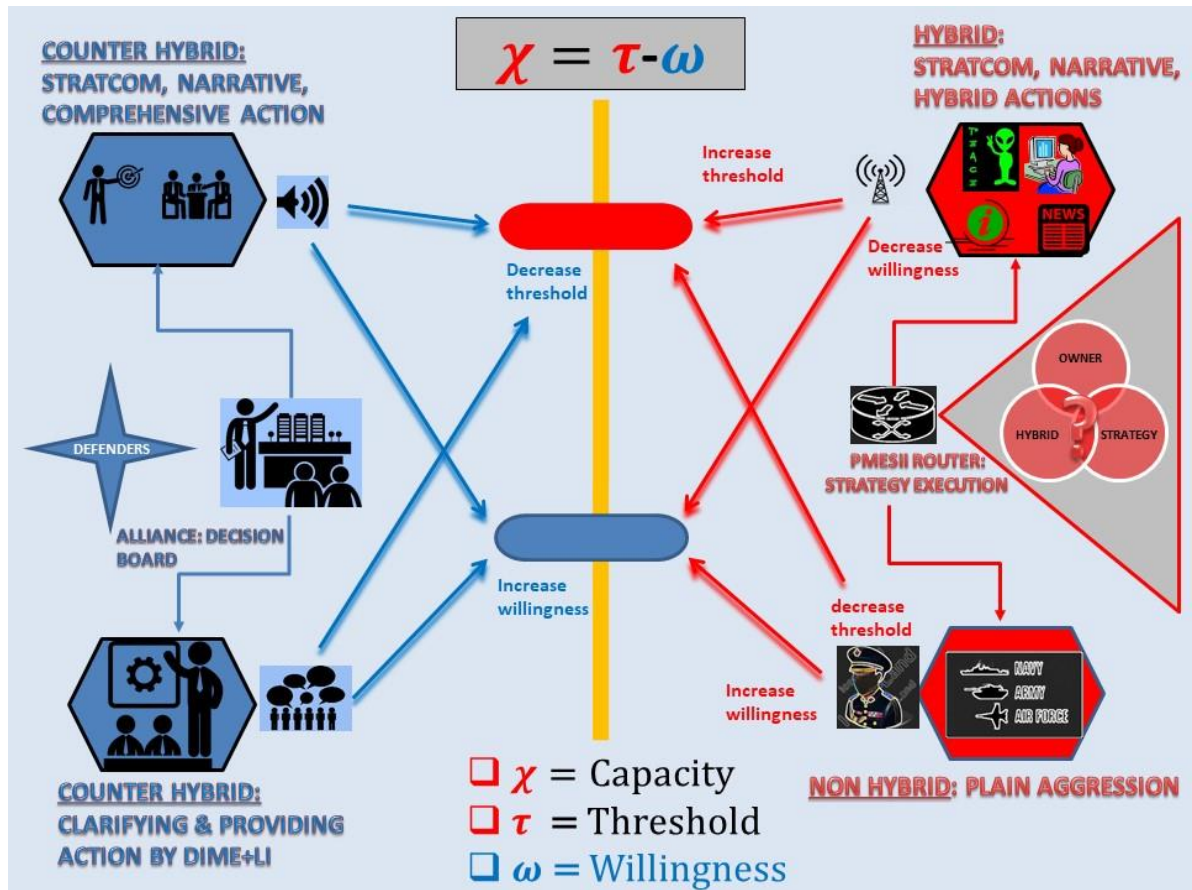 COUNTER HYBRID:
STRATCOM, NARRATIVE,
COMPREHENSIVE ACTION
χ = τ-ω
HYBRID:
STRATCOM, NARRATIVE,
HYBRID ACTIONS
Increase
threshold
NEWS
Decrease
willingness
Decrease
threshold
OWNER
HYBRID
?
STRATEGY
DEFENDERS
PMESII ROUTER:
STRATEGY EXECUTION
ALLIANCE: DECISION
BOARD
Increase
willingness
decrease
threshold
Increase
willingness
NAVY
ARMY
AIR FORCE
NON HYBRID: PLAIN AGGRESSION
COUNTER HYBRID:
CLARIFYING & PROVIDING
ACTION BY DIME+LI
❑ χ = Capacity
❑ τ = Threshold
❑ ω = Willingness